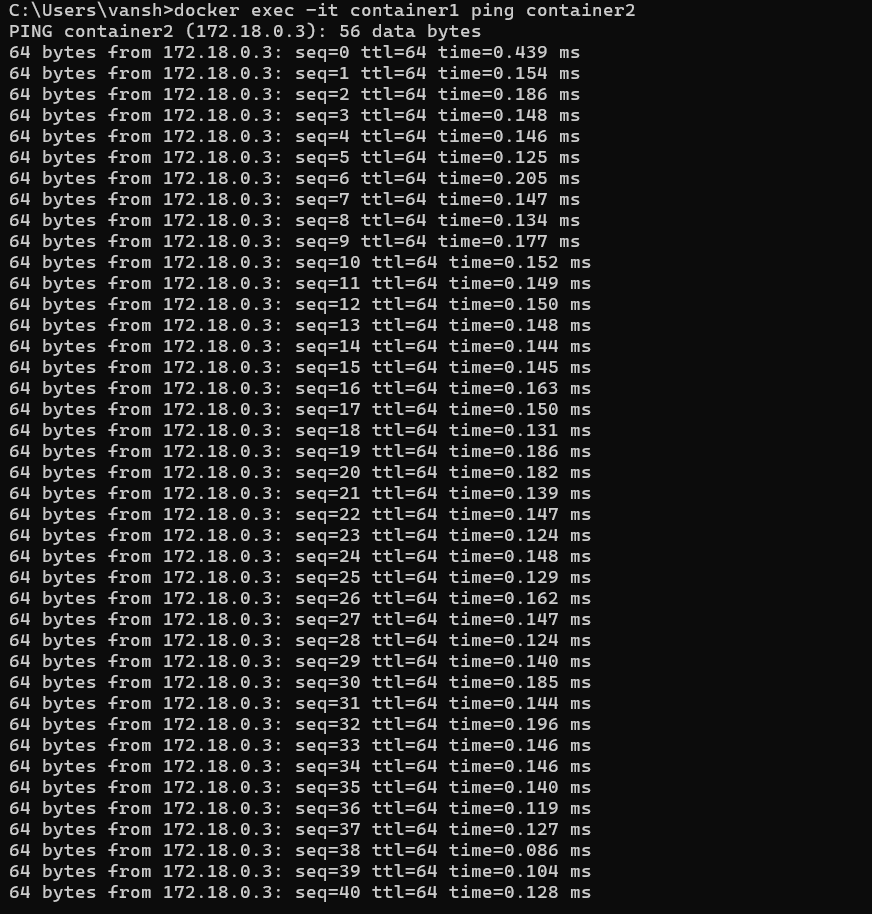 C:\Users\vansh>docker exec -it container1 ping container2
PING container2 (172.18.0.3): 56 data bytes
64 bytes from 172.18.0.3: seq=0 ttl=64 time=0.439 ms
64 bytes from 172.18.0.3: seq=1 ttl=64 time=0.154 ms
64 bytes from 172.18.0.3: seq=2 ttl=64 time=0.186 ms
64 bytes from 172.18.0.3: seq=3 ttl=64 time=0.148 ms
64 bytes from 172.18.0.3: seq=4 ttl=64 time=0.146 ms
64 bytes from 172.18.0.3: seq=5 ttl=64 time=0.125 ms
64 bytes from 172.18.0.3: seq=6 ttl=64 time=0.205 ms
64 bytes from 172.18.0.3: seq=7 ttl=64 time=0.147 ms
64 bytes from 172.18.0.3: seq=8 ttl=64 time=0.134 ms
64 bytes from 172.18.0.3: seq=9 ttl=64 time=0.177 ms
64 bytes from 172.18.0.3: seq=10 ttl=64 time=0.152 ms
64 bytes from 172.18.0.3: seq=11 ttl=64 time=0.149 ms
64 bytes from 172.18.0.3: seq=12 ttl=64 time=0.150 ms
64 bytes from 172.18.0.3: seq=13 ttl=64 time=0.148 ms
64 bytes from 172.18.0.3: seq=14 ttl=64 time=0.144 ms
64 bytes from 172.18.0.3: seq=15 ttl=64 time=0.145 ms
64 bytes from 172.18.0.3: seq=16 ttl=64 time=0.163 ms
64 bytes from 172.18.0.3: seq=17 ttl=64 time=0.150 ms
64 bytes from 172.18.0.3: seq=18 ttl=64 time=0.131 ms
64 bytes from 172.18.0.3: seq=19 ttl=64 time=0.186 ms
64 bytes from 172.18.0.3: seq=20 ttl=64 time=0.182 ms
64 bytes from 172.18.0.3: seq=21 ttl=64 time=0.139 ms
64 bytes from 172.18.0.3: seq=22 ttl=64 time=0.147 ms
64 bytes from 172.18.0.3: seq=23 ttl=64 time=0.124 ms
64 bytes from 172.18.0.3: seq=24 ttl=64 time=0.148 ms
64 bytes from 172.18.0.3: seq=25 ttl=64 time=0.129 ms
64 bytes from 172.18.0.3: seq=26 ttl=64 time=0.162 ms
64 bytes from 172.18.0.3: seq=27 ttl=64 time=0.147 ms
64 bytes from 172.18.0.3: seq=28 ttl=64 time=0.124 ms
64 bytes from 172.18.0.3: seq=29 ttl=64 time=0.140 ms
64 bytes from 172.18.0.3: seq=30 ttl=64 time=0.185 ms
64 bytes from 172.18.0.3: seq=31 ttl=64 time=0.144 ms
64 bytes from 172.18.0.3: seq=32 ttl=64 time=0.196 ms
64 bytes from 172.18.0.3: seq=33 ttl=64 time=0.146 ms
64 bytes from 172.18.0.3: seq=34 ttl=64 time=0.146 ms
64 bytes from 172.18.0.3: seq=35 ttl=64 time=0.140 ms
64 bytes from 172.18.0.3: seq=36 ttl=64 time=0.119 ms
64 bytes from 172.18.0.3: seq=37 ttl=64 time=0.127 ms
64 bytes from 172.18.0.3: seq=38 ttl=64 time=0.086 ms
64 bytes from 172.18.0.3: seq=39 ttl=64 time=0.104 ms
64 bytes from 172.18.0.3: seq=40 ttl=64 time=0.128 ms